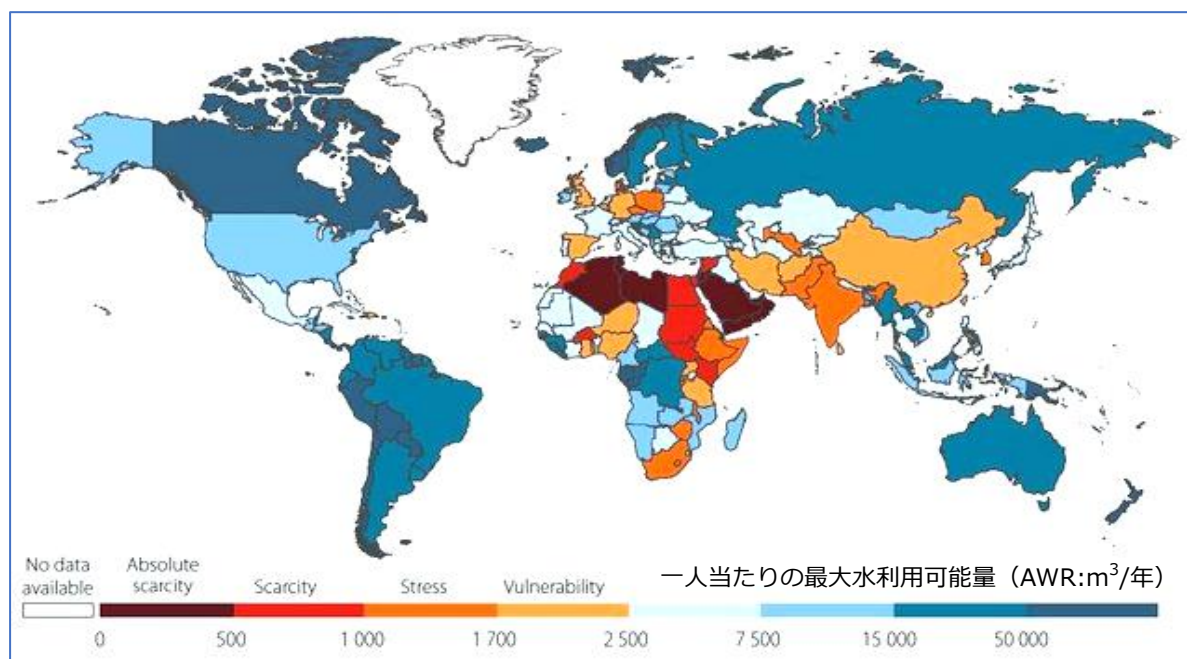 No data available
Absolute scarcity
Scarcity
Stress
Vulnerability
一人当たりの最大水利用可能量（AWR:m³/年）
0 500 1 000 1 700 2 500 7 500 15 000 50 000